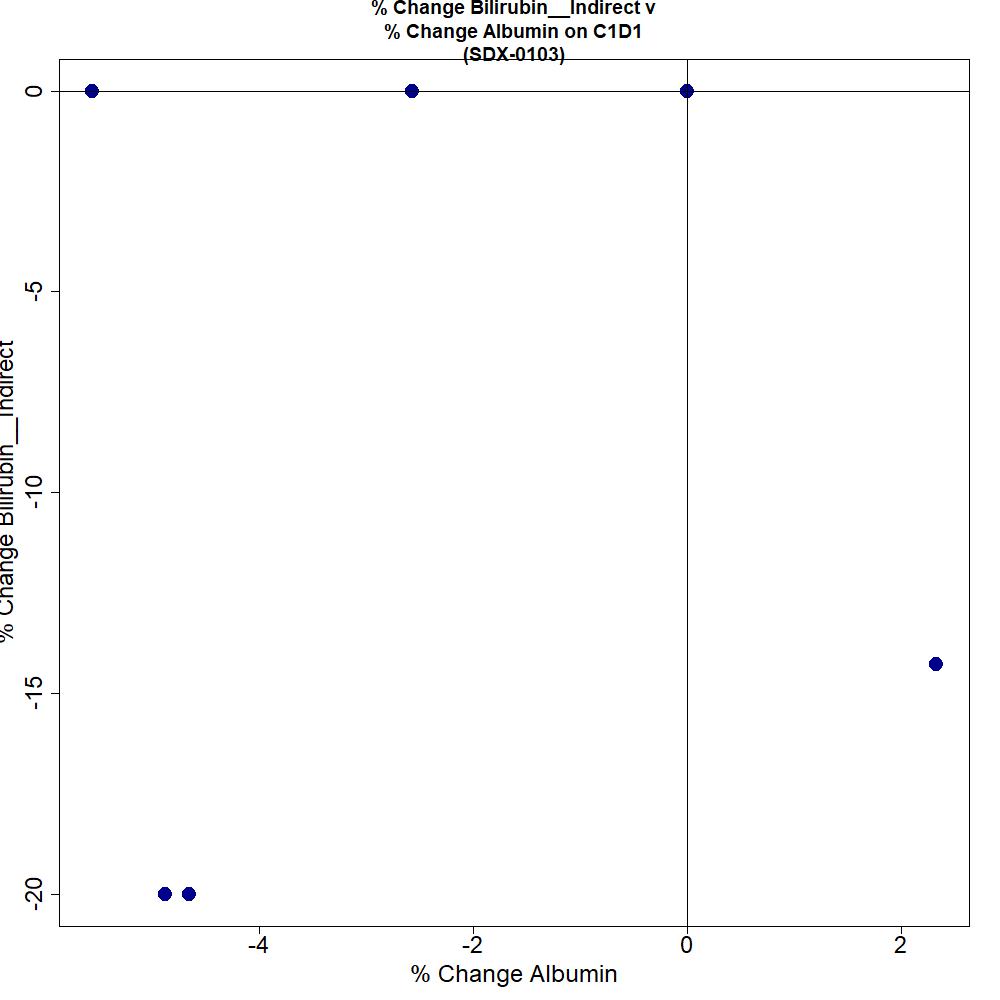 % Change Bilirubin__Indirect v
% Change Albumin on C1D1
(SDX-0103)
0
-5
-10
-15
-20
% Change Bilirubin__Indirect
-4
-2
0
2
% Change Albumin